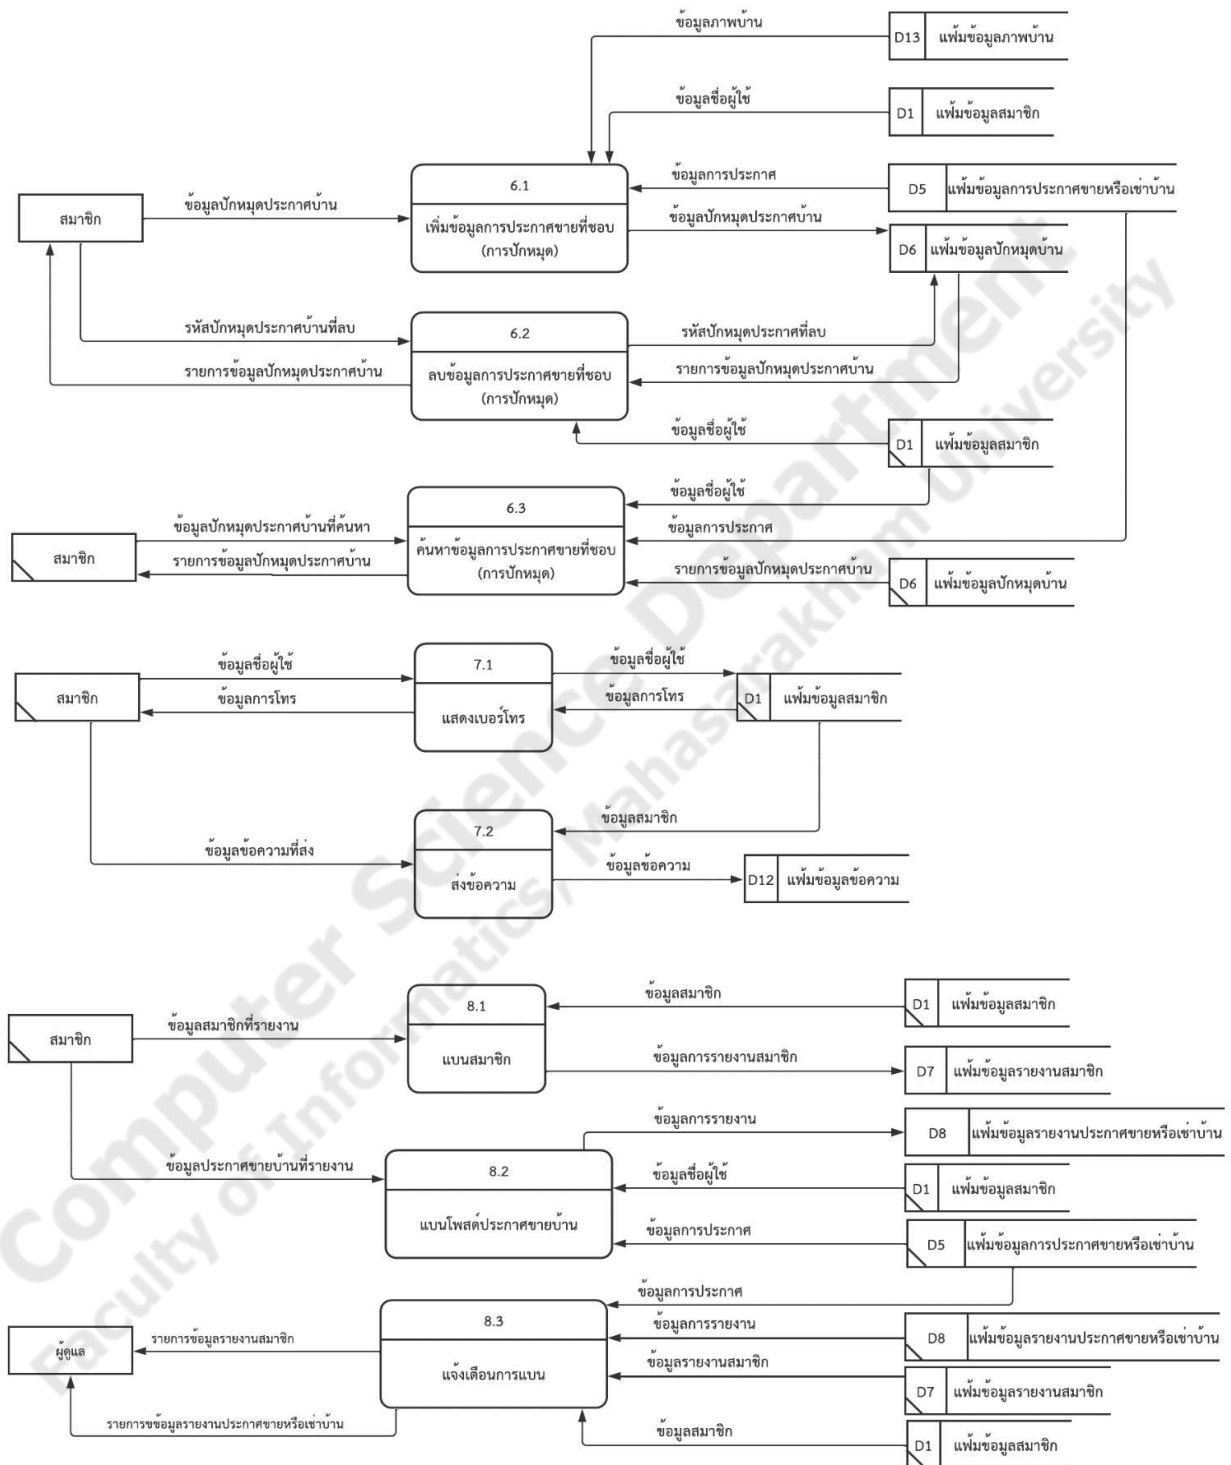 ข้อมูลภาพบ้าน
D13 แฟ้มข้อมูลภาพบ้าน
ข้อมูลชื่อผู้ใช้
D1 แฟ้มข้อมูลสมาชิก
สมาชิก
ข้อมูลปักหมุดประกาศบ้าน
6.1
เพิ่มข้อมูลการประกาศขายที่ชอบ
(การปักหมุด)
ข้อมูลการประกาศ
D5 แฟ้มข้อมูลการประกาศขายหรือเช่าบ้าน
ข้อมูลปักหมุดประกาศบ้าน
D6 แฟ้มข้อมูลปักหมุดบ้าน
รหัสปักหมุดประกาศบ้านที่ลบ
รายการข้อมูลปักหมุดประกาศบ้าน
6.2
ลบข้อมูลการประกาศขายที่ชอบ
(การปักหมุด)
รหัสปักหมุดประกาศที่ลบ
รายการข้อมูลปักหมุดประกาศบ้าน
ข้อมูลชื่อผู้ใช้
D1 แฟ้มข้อมูลสมาชิก
สมาชิก
ข้อมูลปักหมุดประกาศบ้านที่ค้นหา
รายการข้อมูลปักหมุดประกาศบ้าน
6.3
ค้นหาข้อมูลการประกาศขายที่ชอบ
(การปักหมุด)
ข้อมูลชื่อผู้ใช้
ข้อมูลการประกาศ
รายการข้อมูลปักหมุดประกาศบ้าน
D6 แฟ้มข้อมูลปักหมุดบ้าน
สมาชิก
ข้อมูลชื่อผู้ใช้
ข้อมูลการโทร
7.1
แสดงเบอร์โทร
ข้อมูลชื่อผู้ใช้
ข้อมูลการโทร
D1 แฟ้มข้อมูลสมาชิก
ข้อมูลข้อความที่ส่ง
7.2
ส่งข้อความ
ข้อมูลสมาชิก
ข้อมูลข้อความ
D12 แฟ้มข้อมูลข้อความ
สมาชิก
ข้อมูลสมาชิกที่รายงาน
8.1
แบนสมาชิก
ข้อมูลสมาชิก
D1 แฟ้มข้อมูลสมาชิก
ข้อมูลการรายงานสมาชิก
D7 แฟ้มข้อมูลรายงานสมาชิก
ข้อมูลประกาศขายบ้านที่รายงาน
8.2
แบนโพสต์ประกาศขายบ้าน
ข้อมูลการรายงาน
D8 แฟ้มข้อมูลรายงานประกาศขายหรือเช่าบ้าน
ข้อมูลชื่อผู้ใช้
D1 แฟ้มข้อมูลสมาชิก
ข้อมูลการประกาศ
D5 แฟ้มข้อมูลการประกาศขายหรือเช่าบ้าน
ผู้ดูแล
รายการข้อมูลรายงานสมาชิก
รายการขข้อมูลรายงานประกาศขายหรือเช่าบ้าน
8.3
แจ้งเตือนการแบน
ข้อมูลการประกาศ
ข้อมูลการรายงาน
D8 แฟ้มข้อมูลรายงานประกาศขายหรือเช่าบ้าน
ข้อมูลรายงานสมาชิก
D7 แฟ้มข้อมูลรายงานสมาชิก
ข้อมูลสมาชิก
D1 แฟ้มข้อมูลสมาชิก
Computer Science Department
Faculty of Informatics, Mahasarakham University